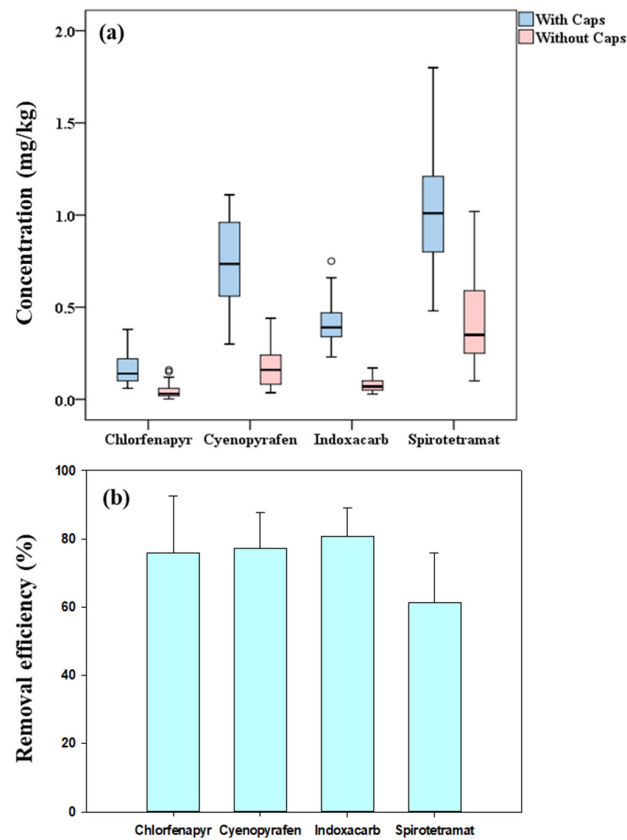 (a)
With Caps
Without Caps
Concentration (mg/kg)
2.0
1.5
1.0
0.5
0.0
Chlorfenapyr Cyenopyrafen Indoxacarb Spirotetramat
(b)
Removal efficiency (%)
100
80
60
40
20
0
Chlorfenapyr Cyenopyrafen Indoxacarb Spirotetramat